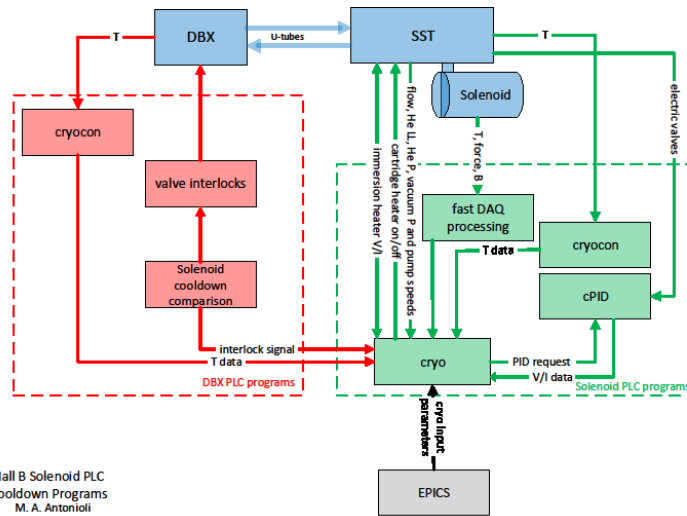 DBX
U-tubes
SST
T
T
Solenoid
electric valves
cryocon
valve interlocks
Solenoid
cooldown
comparison
immersion heater V/I
cartridge heater on/off
flow, He LL, He P, vacuum P and pump speeds
T, force, B
fast DAQ
processing
cryocon
T data
cPID
interlock signal
T data
cryo
PID request
V/I data
DBX PLC programs
Solenoid PLC programs
cryo input
parameters
EPICS
Hall B Solenoid PLC
ooldown Programs
M. A. Antonioli